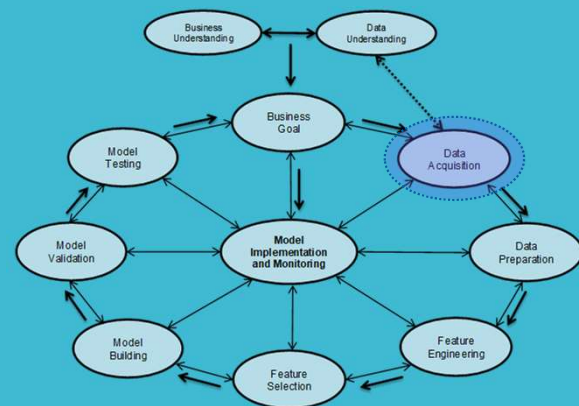 Business
Understanding
Data
Understanding
Business
Goal
Model
Testing
Data
Acquisition
Model
Validation
Model
Implementation
and Monitoring
Data
Preparation
Model
Building
Feature
Engineering
Feature
Selection